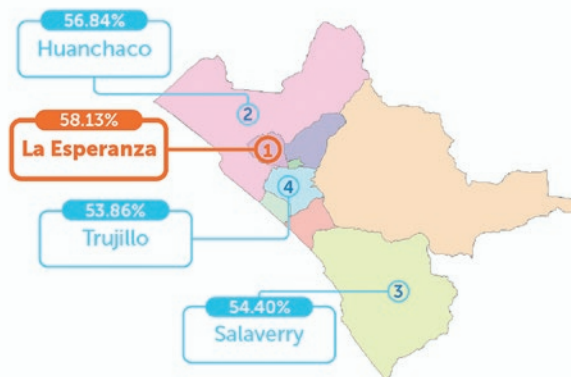 56.84%
Huanchaco
2
58.13%
La Esperanza
1
4
53.86%
Trujillo
3
54.40%
Salaverry